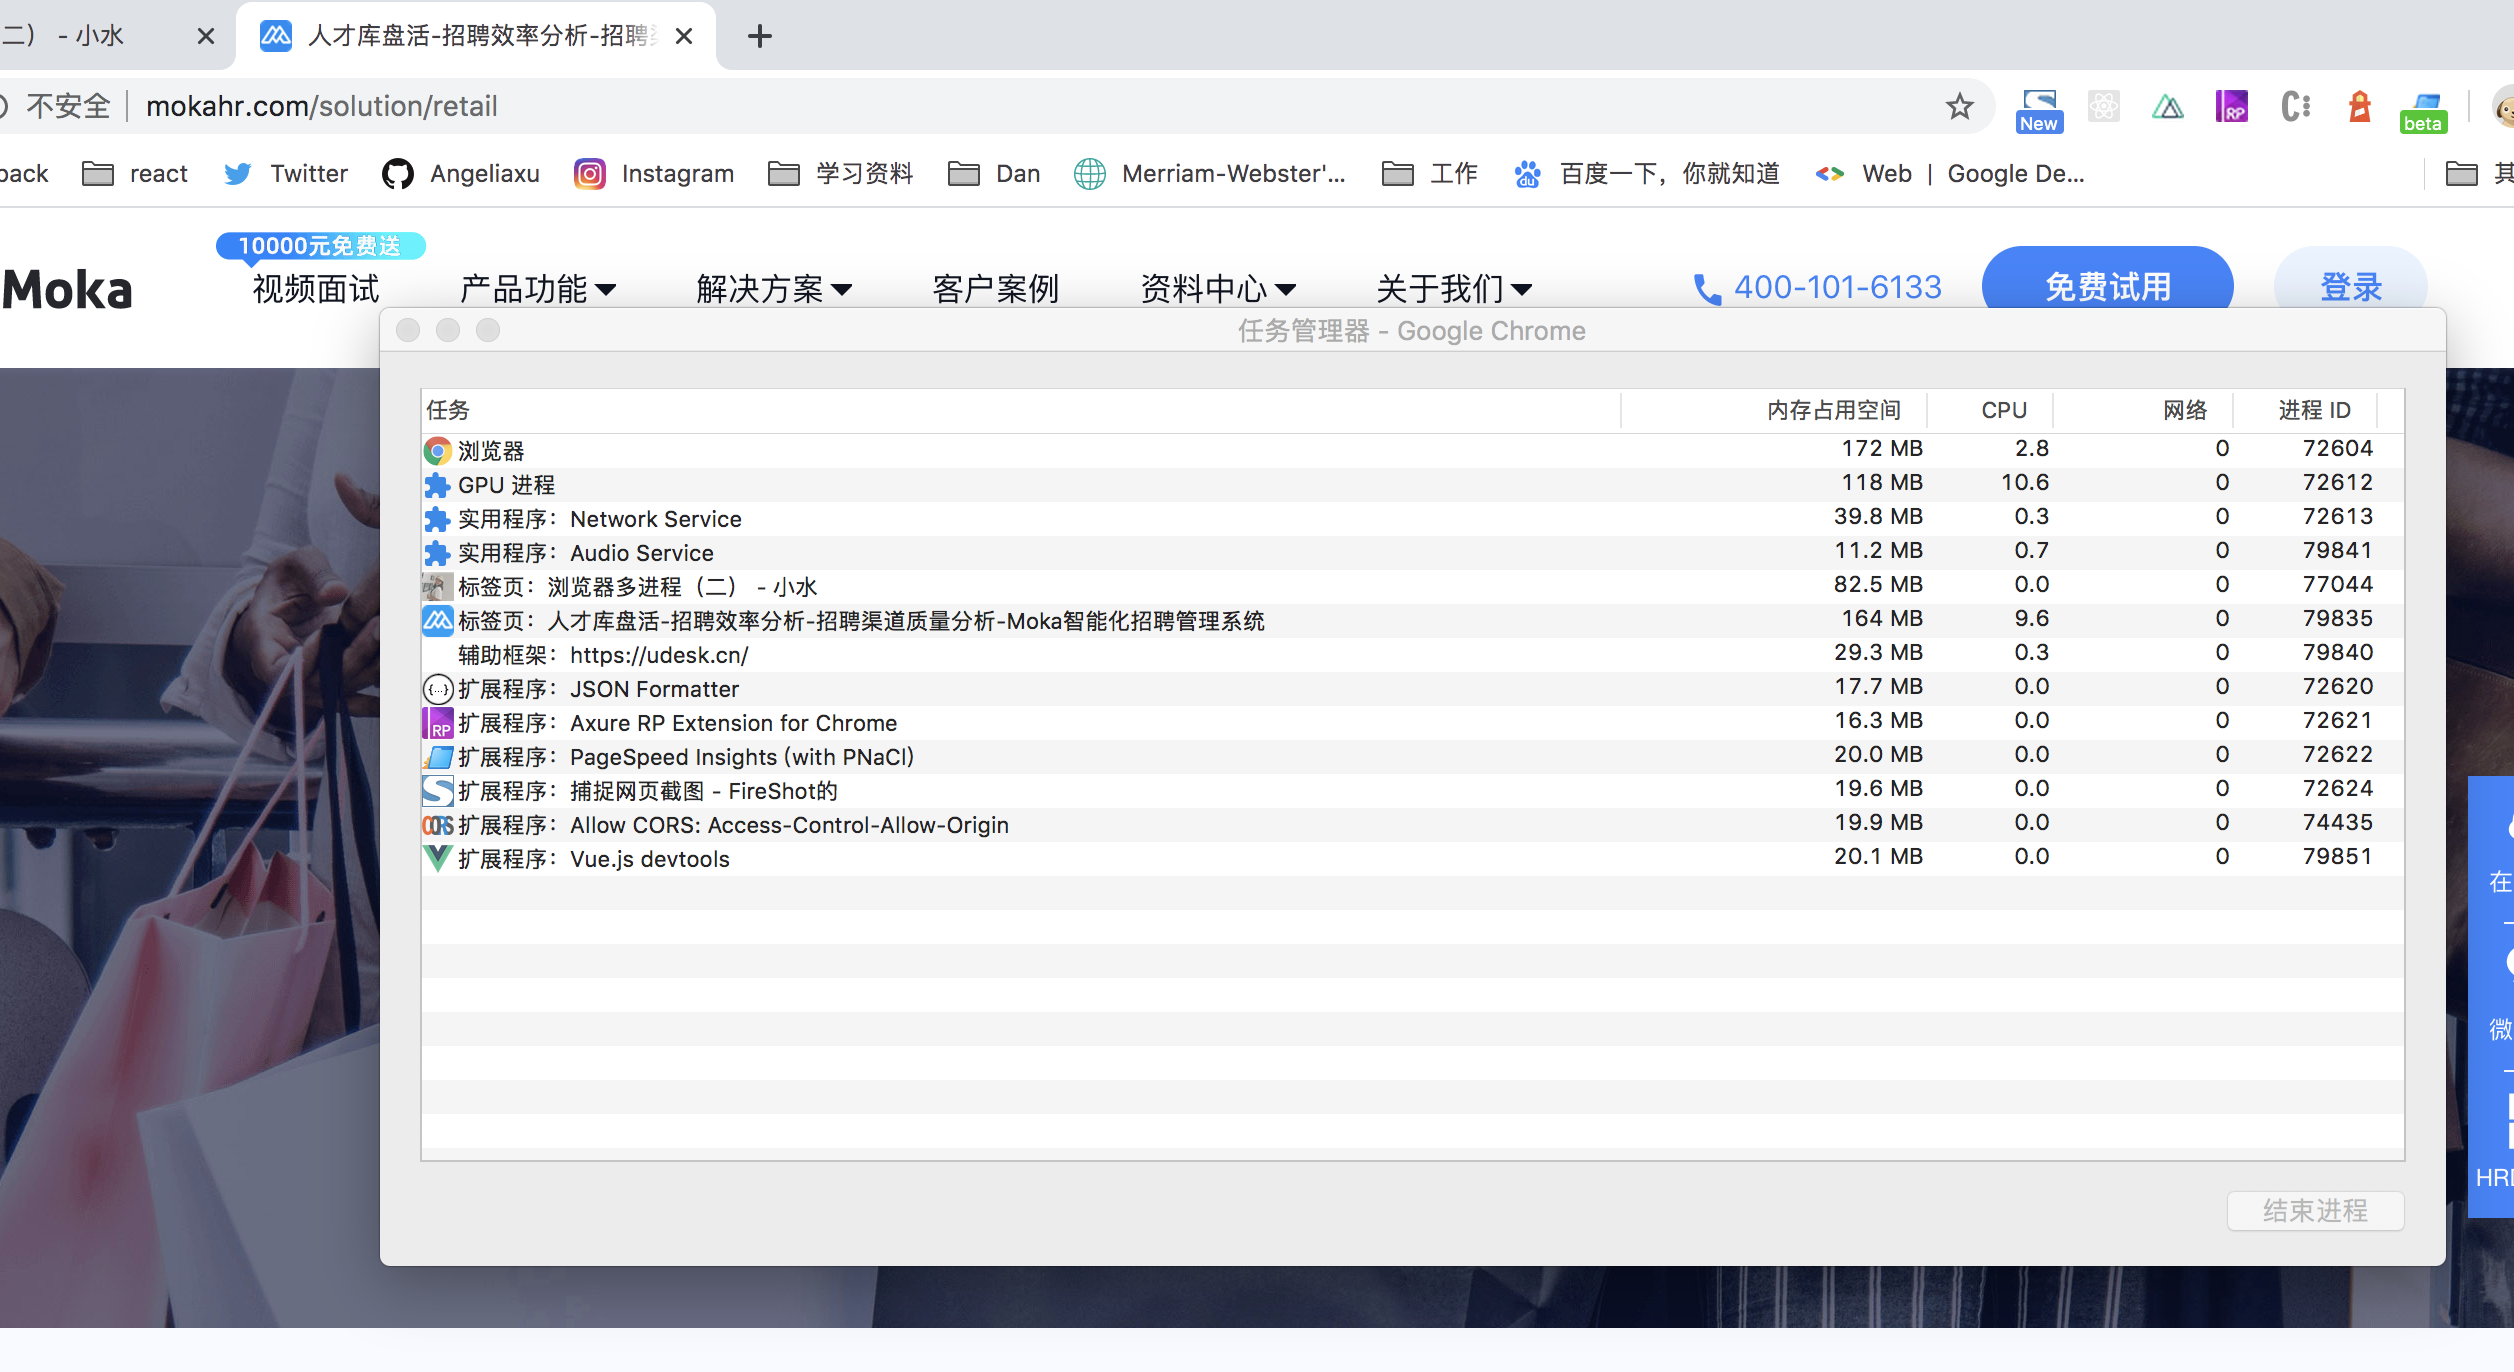 二） - 小水
人才库盘活-招聘效率分析-招聘
不安全 mokahr.com/solution/retail
New
RP
beta
react Twitter Angeliaxu Instagram 学习资料 Dan Merriam-Webster'... 工作 百度一下，你就知道 Web | Google De...
10000元免费送
Moka 视频面试 产品功能 解决方案 客户案例 资料中心 关于我们 400-101-6133 免费试用 登录
任务管理器 - Google Chrome
任务 内存占用空间 CPU 网络 进程 ID
浏览器 172 MB 2.8 0 72604
GPU 进程 118 MB 10.6 0 72612
实用程序：Network Service 39.8 MB 0.3 0 72613
实用程序：Audio Service 11.2 MB 0.7 0 79841
标签页：浏览器多进程（二） - 小水 82.5 MB 0.0 0 77044
标签页：人才库盘活-招聘效率分析-招聘渠道质量分析-Moka智能化招聘管理系统 164 MB 9.6 0 79835
辅助框架：https://udesk.cn/ 29.3 MB 0.3 0 79840
扩展程序：JSON Formatter 17.7 MB 0.0 0 72620
扩展程序：Axure RP Extension for Chrome 16.3 MB 0.0 0 72621
扩展程序：PageSpeed Insights (with PNaCl) 20.0 MB 0.0 0 72622
扩展程序：捕捉网页截图 - FireShot的 19.6 MB 0.0 0 72624
扩展程序：Allow CORS: Access-Control-Allow-Origin 19.9 MB 0.0 0 74435
扩展程序：Vue.js devtools 20.1 MB 0.0 0 79851
在
微
结束进程